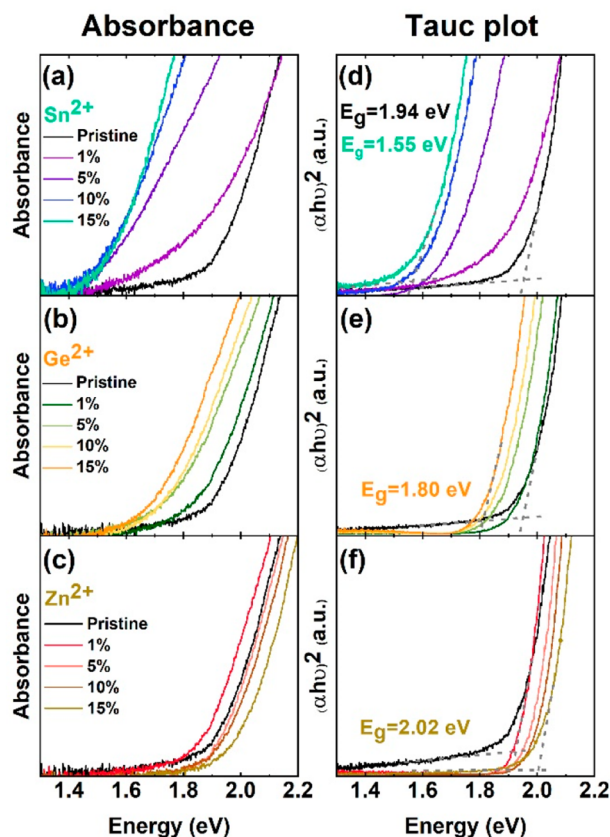 Absorbance
Tauc plot
(a)
Sn2+
Pristine
1%
5%
10%
15%
Absorbance
(d)
Eg=1.94 eV
Eg=1.55 eV
(αhυ)2 (a.u.)
(b)
Ge2+
Pristine
1%
5%
10%
15%
Absorbance
(e)
Eg=1.80 eV
(αhυ)2 (a.u.)
(c)
Zn2+
Pristine
1%
5%
10%
15%
Absorbance
(f)
Eg=2.02 eV
(αhυ)2 (a.u.)
1.4 1.6 1.8 2.0 2.2
1.4 1.6 1.8 2.0 2.2
Energy (eV)
Energy (eV)